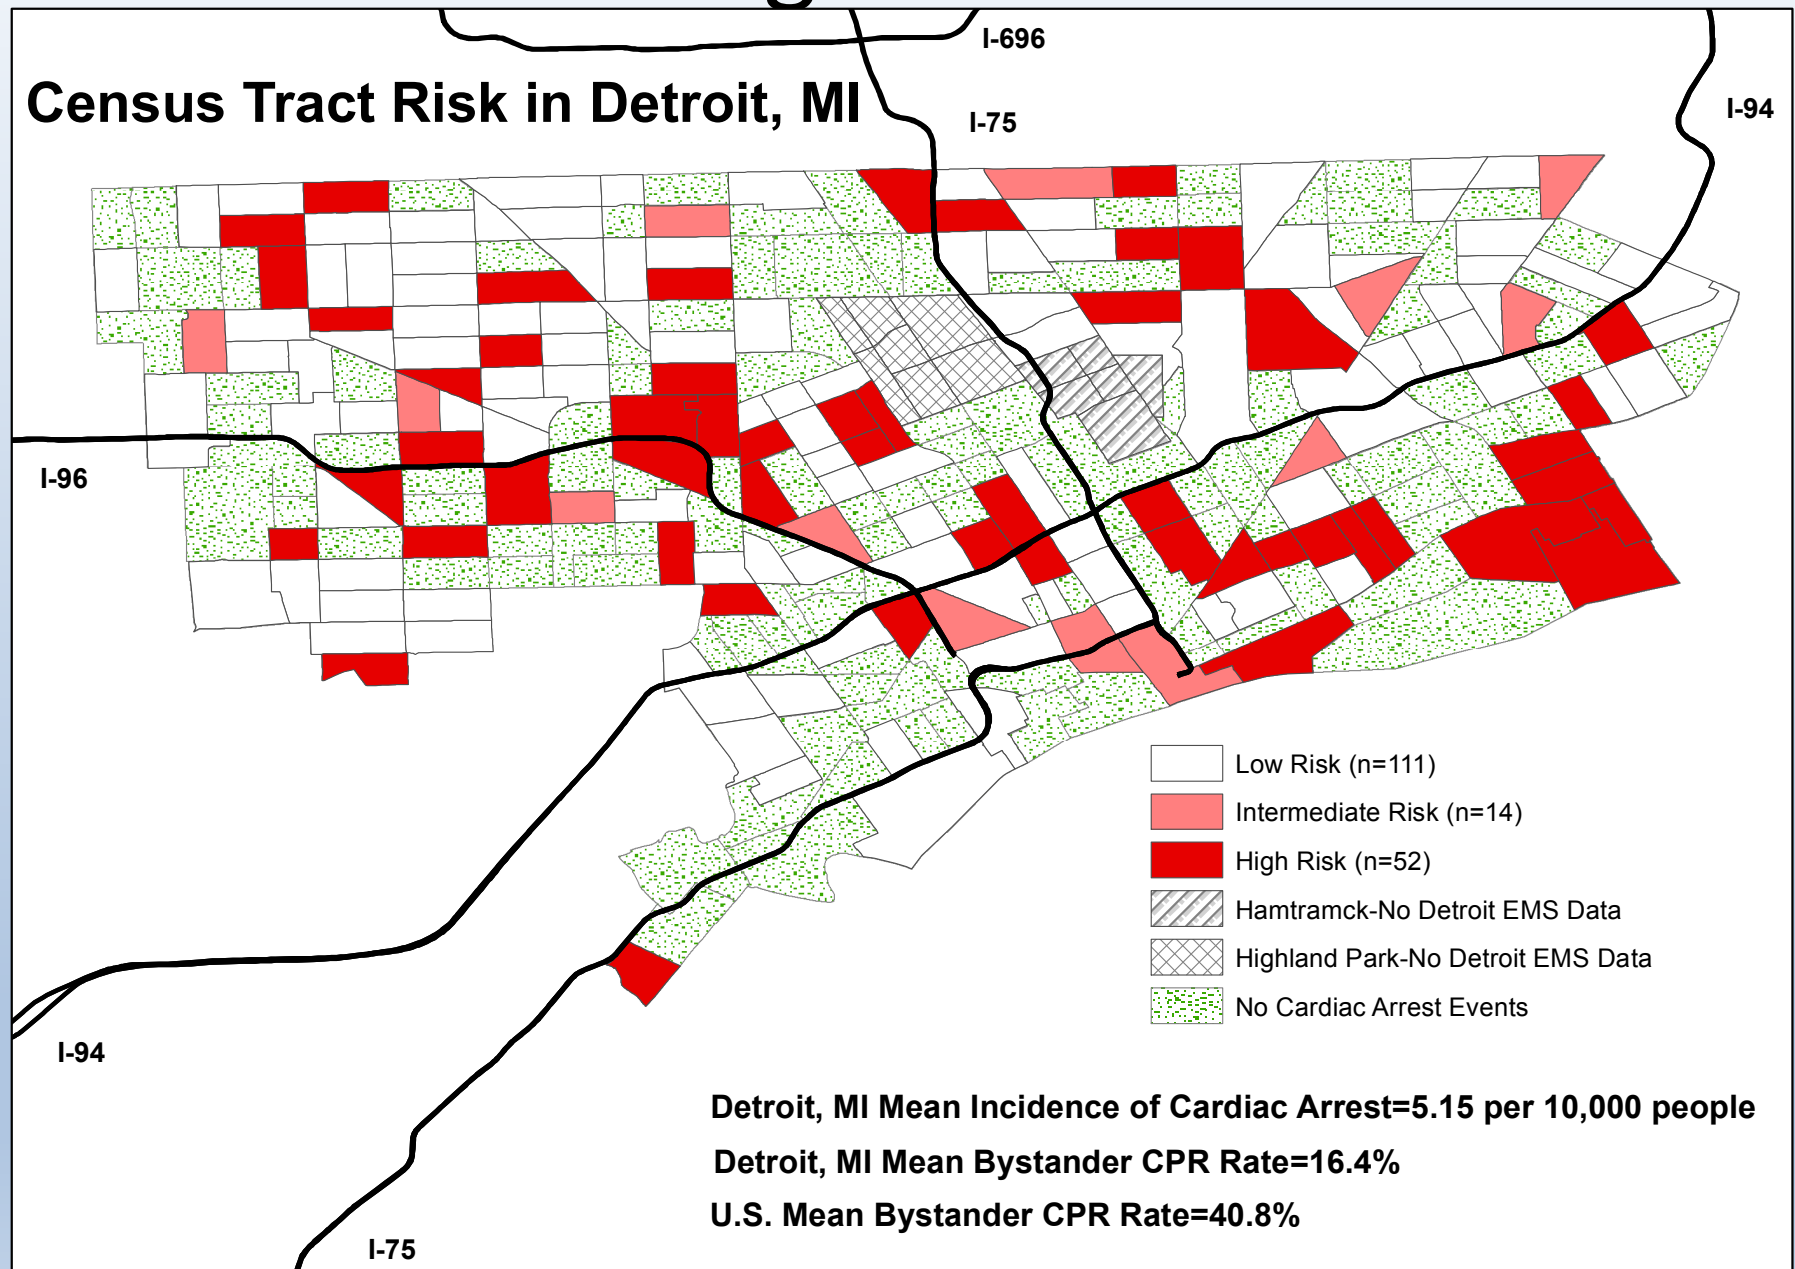 I-696
Census Tract Risk in Detroit, MI
I-75
I-94
I-96
Low Risk (n=111)
Intermediate Risk (n=14)
High Risk (n=52)
Hamtramck-No Detroit EMS Data
Highland Park-No Detroit EMS Data
No Cardiac Arrest Events
I-94
Detroit, MI Mean Incidence of Cardiac Arrest=5.15 per 10,000 people
Detroit, MI Mean Bystander CPR Rate=16.4%
U.S. Mean Bystander CPR Rate=40.8%
I-75